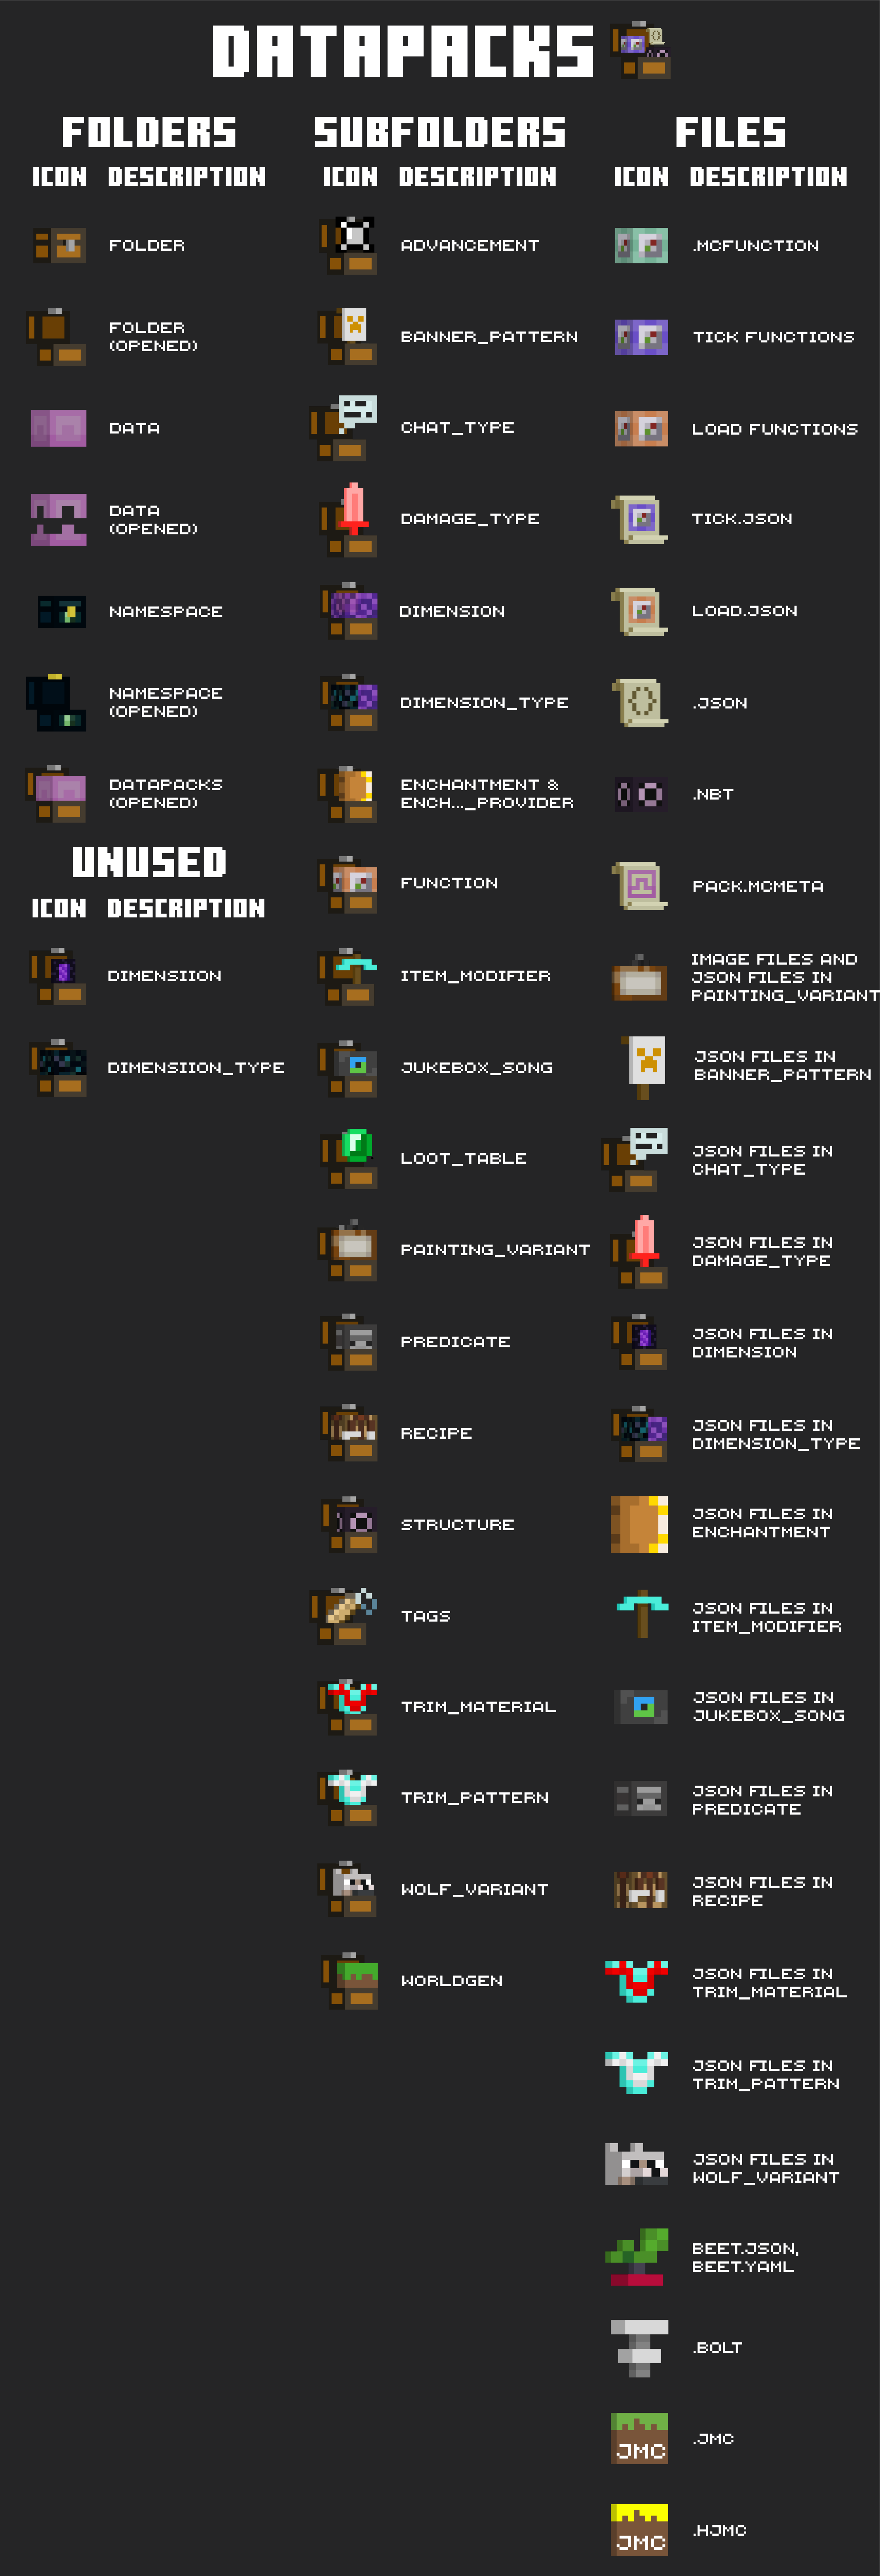 DATAPACKS
FOLDERS
ICON DESCRIPTION
FOLDER
FOLDER
(OPENED)
DATA
DATA
(OPENED)
NAMESPACE
NAMESPACE
(OPENED)
DATAPACKS
(OPENED)
UNUSED
ICON DESCRIPTION
DIMENSIION
DIMENSIION_TYPE
SUBFOLDERS
ICON DESCRIPTION
ADVANCEMENT
BANNER_PATTERN
CHAT_TYPE
DAMAGE_TYPE
DIMENSION
DIMENSION_TYPE
ENCHANTMENT &
ENCH..._PROVIDER
FUNCTION
ITEM_MODIFIER
JUKEBOX_SONG
LOOT_TABLE
PAINTING_VARIANT
PREDICATE
RECIPE
STRUCTURE
TAGS
TRIM_MATERIAL
TRIM_PATTERN
WOLF_VARIANT
WORLDGEN
FILES
ICON DESCRIPTION
.MCFUNCTION
TICK FUNCTIONS
LOAD FUNCTIONS
TICK.JSON
LOAD.JSON
.JSON
.NBT
PACK.MCMETA
IMAGE FILES AND
JSON FILES IN
PAINTING_VARIANT
JSON FILES IN
BANNER_PATTERN
JSON FILES IN
CHAT_TYPE
JSON FILES IN
DAMAGE_TYPE
JSON FILES IN
DIMENSION
JSON FILES IN
DIMENSION_TYPE
JSON FILES IN
ENCHANTMENT
JSON FILES IN
ITEM_MODIFIER
JSON FILES IN
JUKEBOX_SONG
JSON FILES IN
PREDICATE
JSON FILES IN
RECIPE
JSON FILES IN
TRIM_MATERIAL
JSON FILES IN
TRIM_PATTERN
JSON FILES IN
WOLF_VARIANT
BEET.JSON,
BEET.YAML
.BOLT
JMC
.JMC
JMC
.HJMC